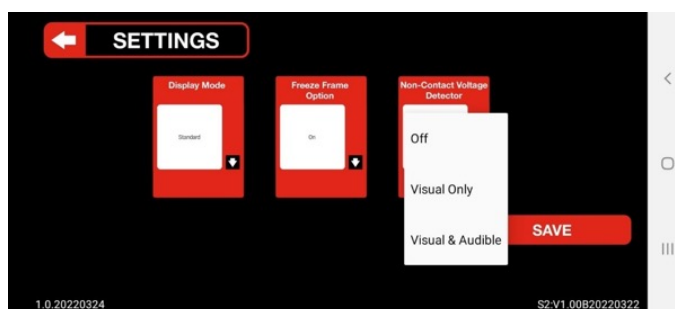 SETTINGS
Display Mode
Standard
Freeze Frame
Option
On
Non-Contact Voltage
Detector
Off
Visual Only
Visual & Audible
SAVE
1.0.20220324
S2:V1.00B20220322